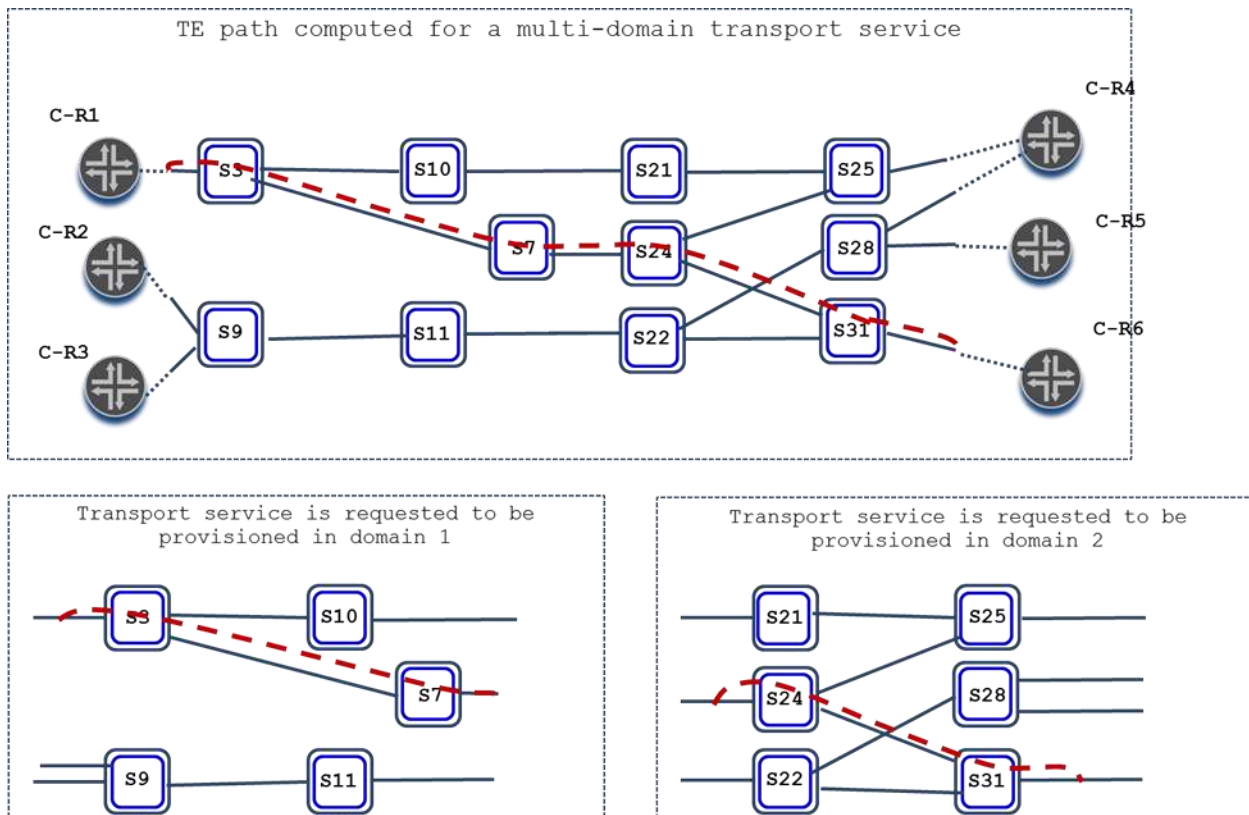 TE path computed for a multi-domain transport service
C-R4
C-R1
S3
S10
S21
S25
C-R2
C-R5
S7
S24
S28
C-R3
C-R6
S9
S11
S22
S31
Transport service is requested to be
provisioned in domain 1
S3
S10
S7
S9
S11
Transport service is requested to be
provisioned in domain 2
S21
S25
S24
S28
S22
S31